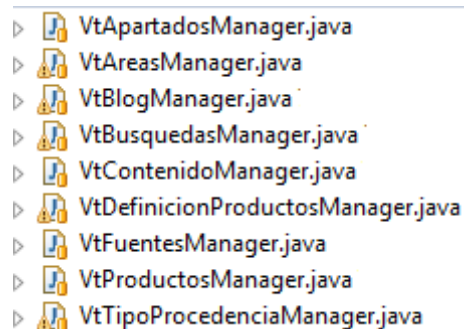 VtApartadosManager.java
VtAreasManager.java
VtBlogManager.java
VtBusquedasManager.java
VtContenidoManager.java
VtDefinicionProductosManager.java
VtFuentesManager.java
VtProductosManager.java
VtTipoProcedenciaManager.java